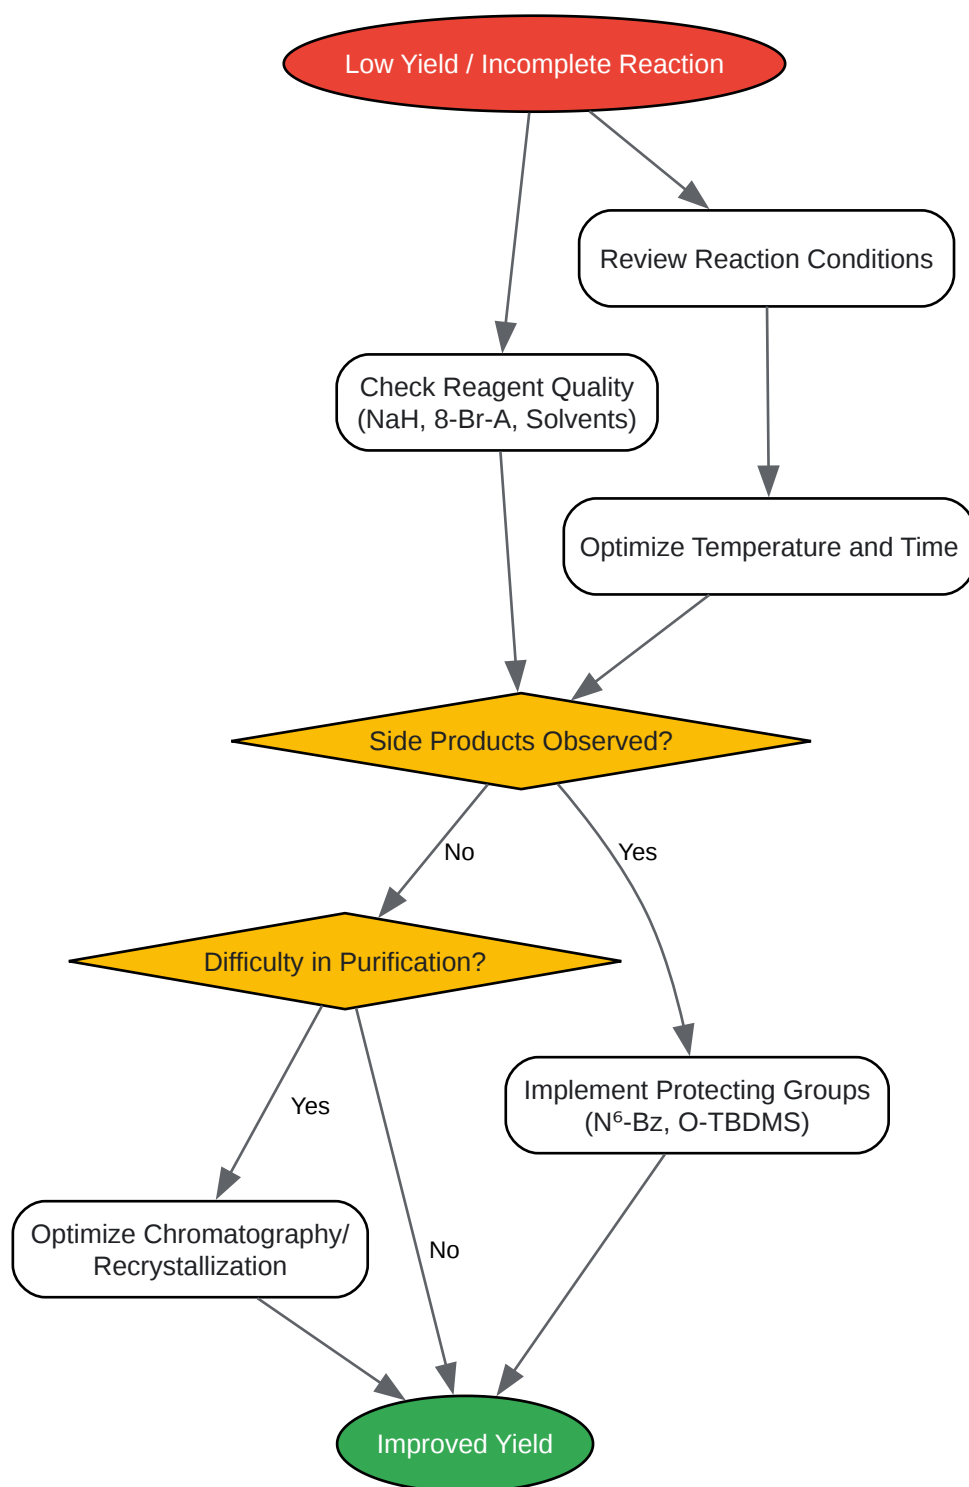 Low Yield / Incomplete Reaction
Review Reaction Conditions
Check Reagent Quality
(NaH, 8-Br-A, Solvents)
Optimize Temperature and Time
Side Products Observed?
No
Yes
Difficulty in Purification?
Implement Protecting Groups
(N⁶-Bz, O-TBDMS)
Yes
Optimize Chromatography/
Recrystallization
No
Improved Yield